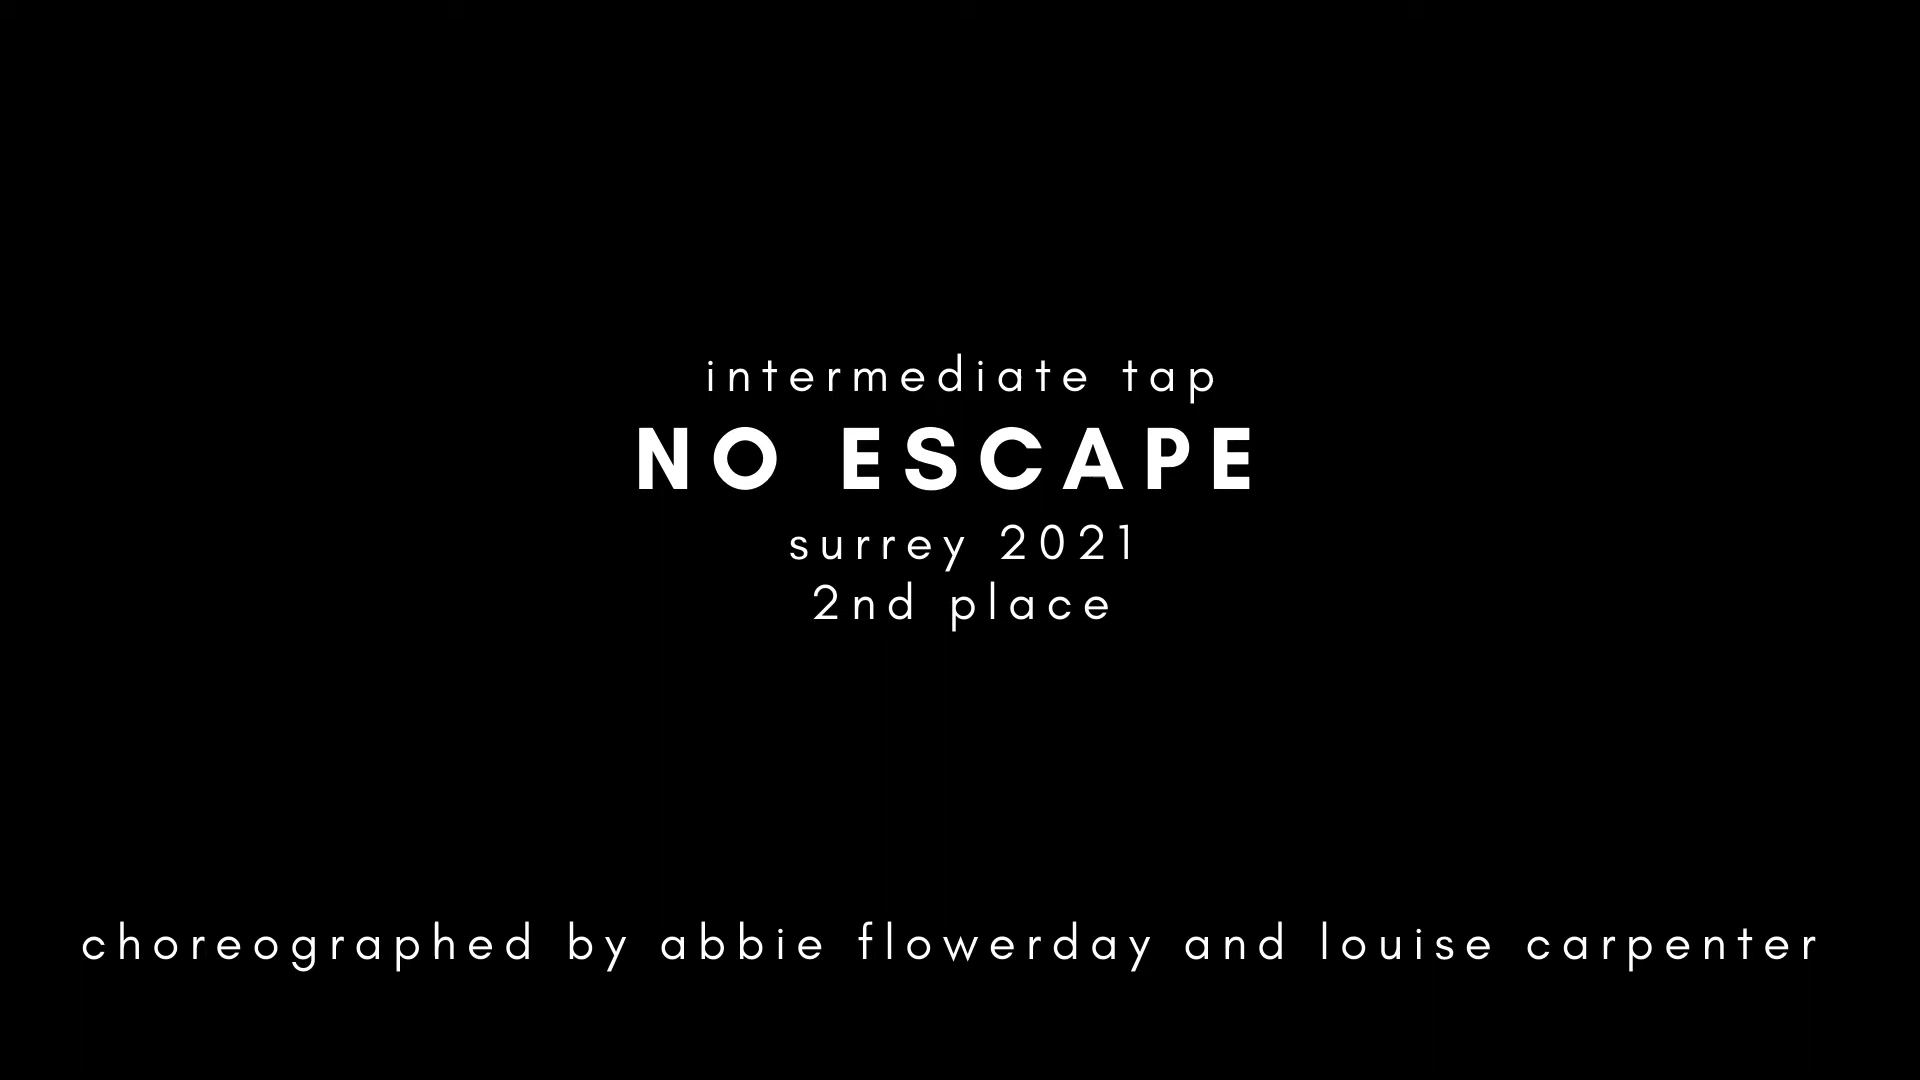 intermediate tap
NO ESCAPE
surrey 2021
2nd place
choreographed by abbie flowerday and louise carpenter